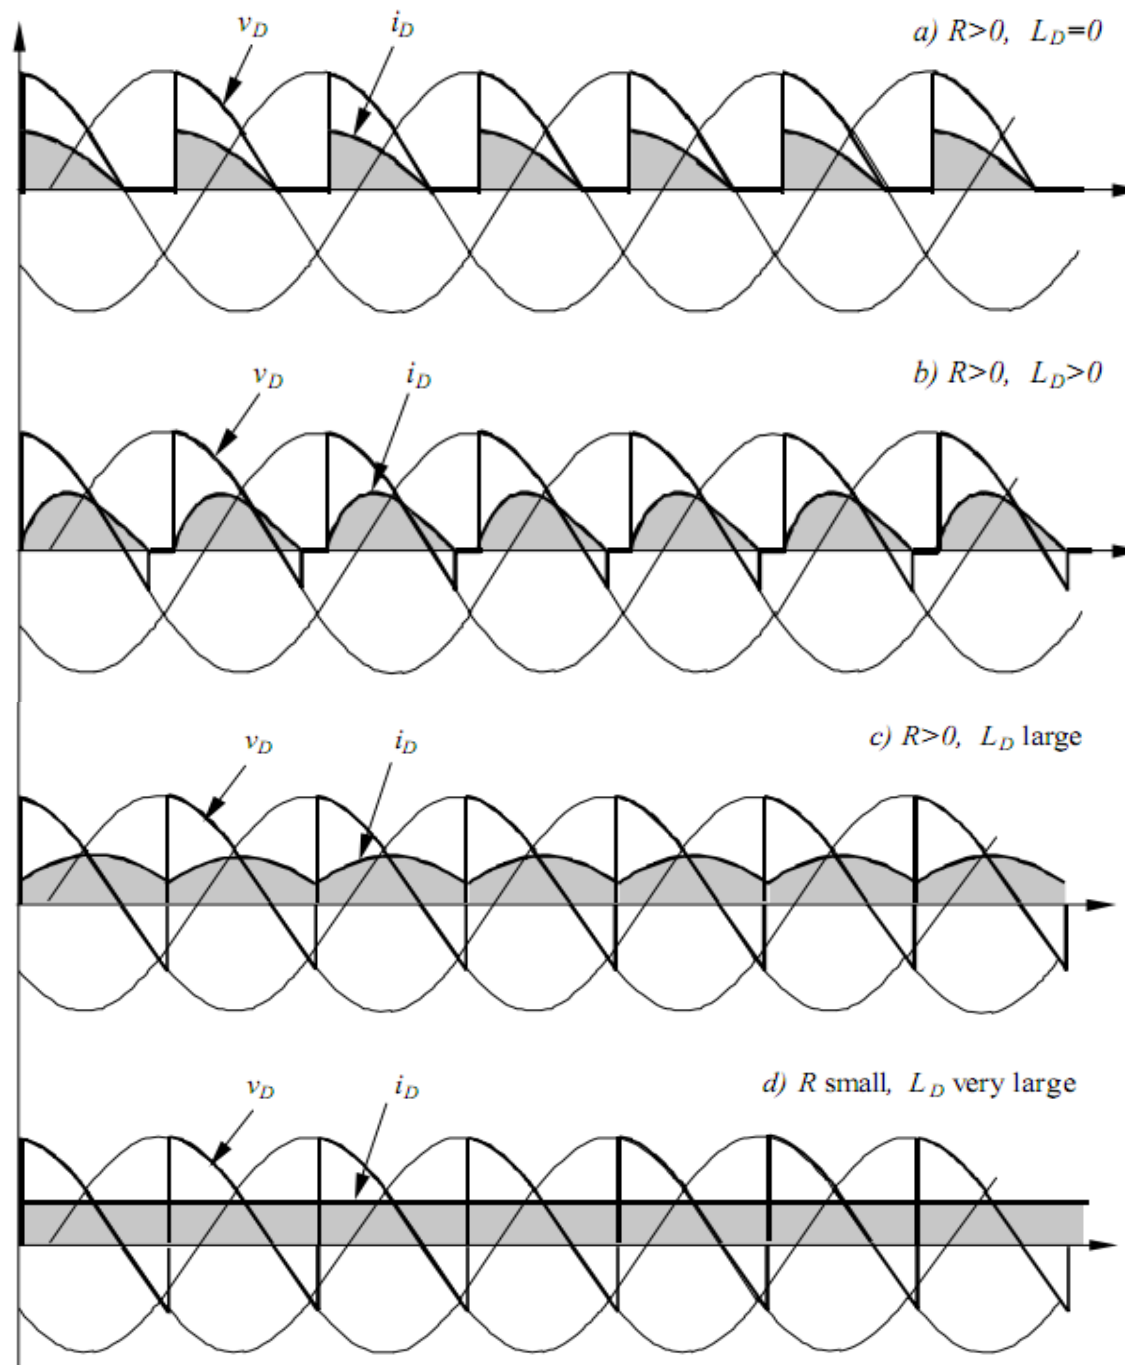 v_D i_D a) R>0, L_D=0
v_D i_D b) R>0, L_D>0
v_D i_D c) R>0, L_D large
v_D i_D d) R small, L_D very large